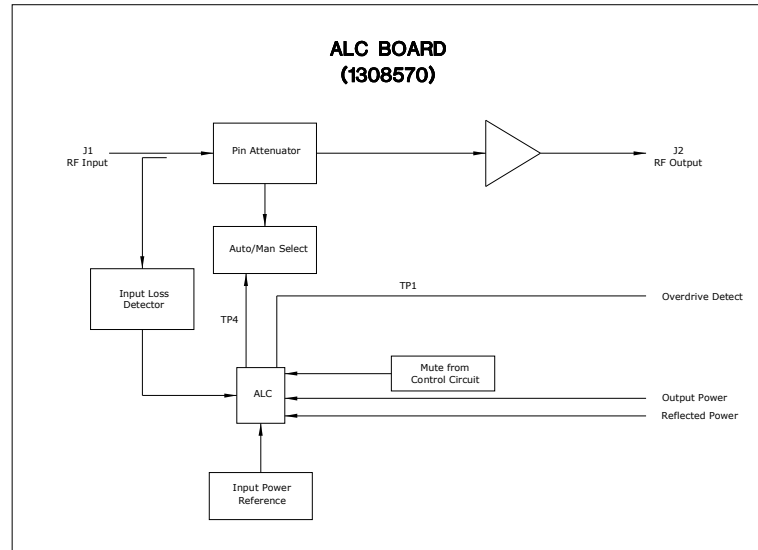 ALC BOARD
(1308570)
J1
RF Input
Pin Attenuator
J2
RF Output
Auto/Man Select
Input Loss
Detector
TP4
TP1
Overdrive Detect
Mute from
Control Circuit
ALC
Output Power
Reflected Power
Input Power
Reference